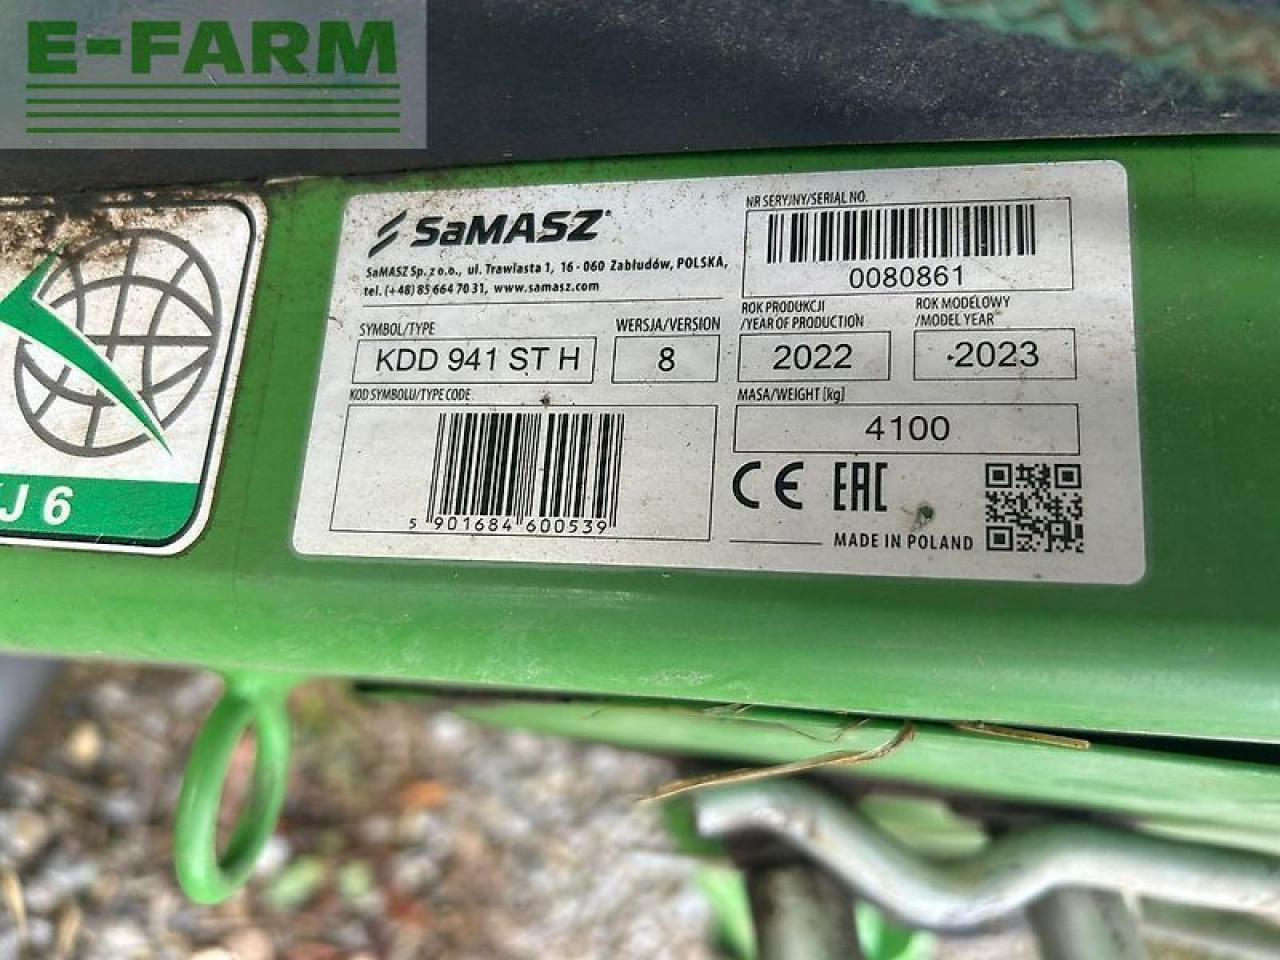 E-FARM
SaMASZ
SaMASZ Sp. z o.o., ul. Trawiasta 1, 16 - 060 Zabłudów, POLSKA,
tel. (+48) 85 664 70 31, www.samasz.com
NR SERYJNY/SERIAL NO.
0080861
SYMBOL/TYPE
KDD 941 ST H
WERSJA/VERSION
8
ROK PRODUKCJI
/YEAR OF PRODUCTION
2022
ROK MODELOWY
/MODEL YEAR
2023
KOD SYMBOLU/TYPE CODE
5 901684 600539
MASA/WEIGHT [kg]
4100
CE EAC
MADE IN POLAND
J 6